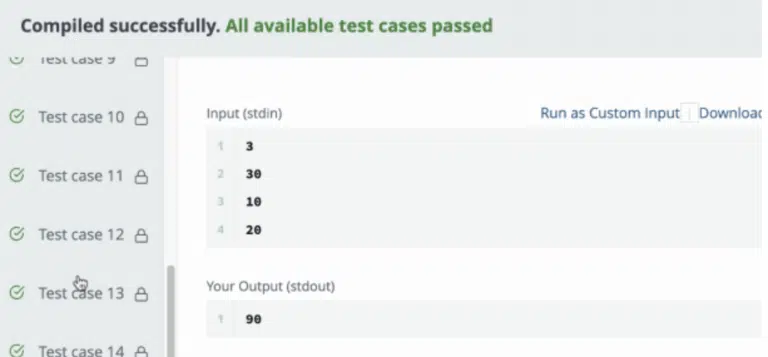 Compiled successfully. All available test cases passed
Test case 9
Test case 10
Test case 11
Test case 12
Test case 13
Test case 14
Input (stdin)
Run as Custom Input | Download
1 3
2 30
3 10
4 20
Your Output (stdout)
1 90